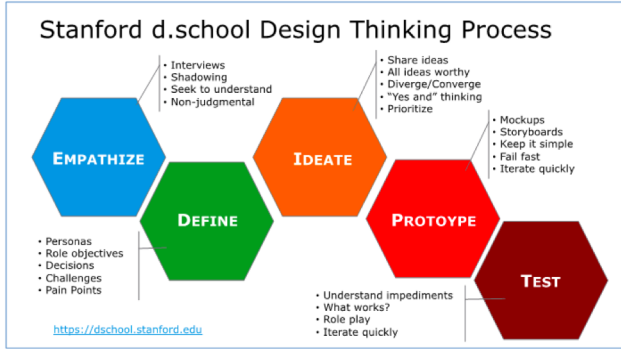 Stanford d.school Design Thinking Process
• Interviews
• Shadowing
• Seek to understand
• Non-judgmental
EMPATHIZE
• Personas
• Role objectives
• Decisions
• Challenges
• Pain Points
DEFINE
• Share ideas
• All ideas worthy
• Diverge/Converge
• "Yes and" thinking
• Prioritize
IDEATE
• Mockups
• Storyboards
• Keep it simple
• Fail fast
• Iterate quickly
PROTOYPE
• Understand impediments
• What works?
• Role play
• Iterate quickly
TEST
https://dschool.stanford.edu